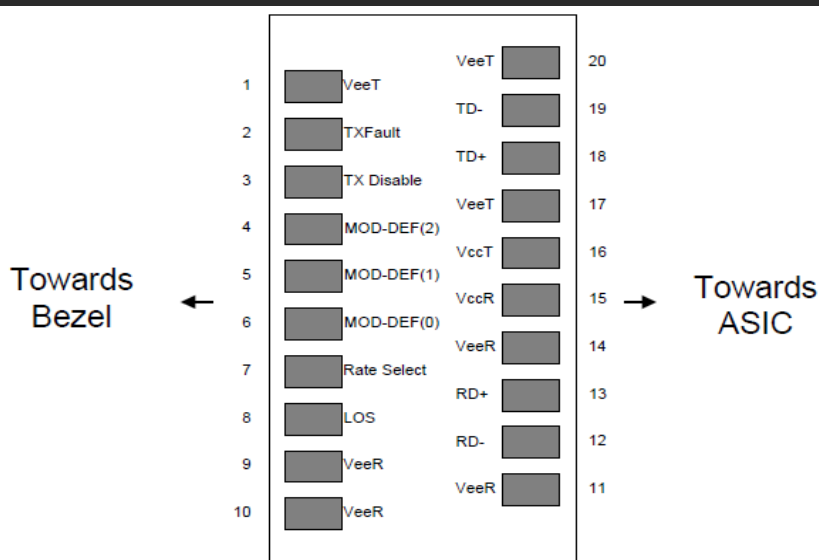 1 VeeT
2 TXFault
3 TX Disable
4 MOD-DEF(2)
5 MOD-DEF(1)
6 MOD-DEF(0)
7 Rate Select
8 LOS
9 VeeR
10 VeeR
VeeT 20
TD- 19
TD+ 18
VeeT 17
VccT 16
VccR 15
VeeR 14
RD+ 13
RD- 12
VeeR 11
Towards
Bezel
Towards
ASIC